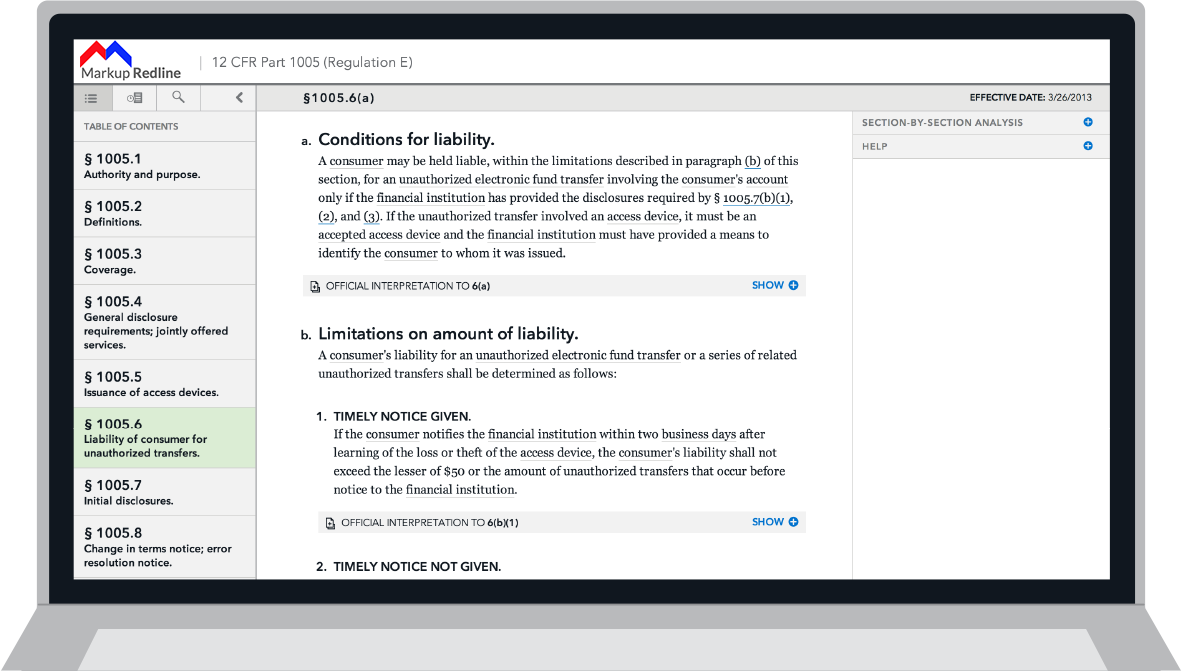 Markup Redline
12 CFR Part 1005 (Regulation E)
§1005.6(a)
EFFECTIVE DATE: 3/26/2013
TABLE OF CONTENTS
§ 1005.1
Authority and purpose.
§ 1005.2
Definitions.
§ 1005.3
Coverage.
§ 1005.4
General disclosure
requirements; jointly offered
services.
§ 1005.5
Issuance of access devices.
§ 1005.6
Liability of consumer for
unauthorized transfers.
§ 1005.7
Initial disclosures.
§ 1005.8
Change in terms notice; error
resolution notice.
a. Conditions for liability.
A consumer may be held liable, within the limitations described in paragraph (b) of this
section, for an unauthorized electronic fund transfer involving the consumer's account
only if the financial institution has provided the disclosures required by § 1005.7(b)(1),
(2), and (3). If the unauthorized transfer involved an access device, it must be an
accepted access device and the financial institution must have provided a means to
identify the consumer to whom it was issued.
OFFICIAL INTERPRETATION TO 6(a) SHOW
b. Limitations on amount of liability.
A consumer's liability for an unauthorized electronic fund transfer or a series of related
unauthorized transfers shall be determined as follows:
1. TIMELY NOTICE GIVEN.
If the consumer notifies the financial institution within two business days after
learning of the loss or theft of the access device, the consumer's liability shall not
exceed the lesser of $50 or the amount of unauthorized transfers that occur before
notice to the financial institution.
OFFICIAL INTERPRETATION TO 6(b)(1) SHOW
2. TIMELY NOTICE NOT GIVEN.
SECTION-BY-SECTION ANALYSIS
HELP